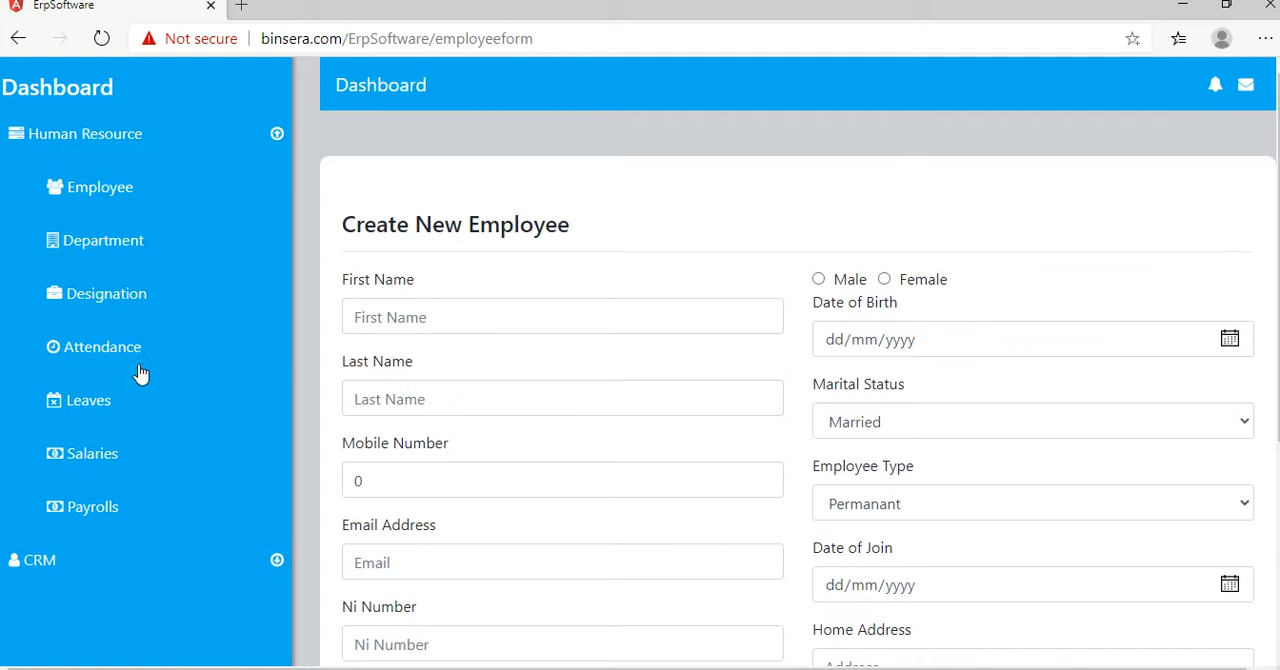 ErpSoftware
Not secure
binsera.com/ErpSoftware/employeeform
Dashboard
Human Resource
Employee
Department
Designation
Attendance
Leaves
Salaries
Payrolls
CRM
Dashboard
Create New Employee
First Name
First Name
Last Name
Last Name
Mobile Number
0
Email Address
Email
Ni Number
Ni Number
Male Female
Date of Birth
dd/mm/yyyy
Marital Status
Married
Employee Type
Permanant
Date of Join
dd/mm/yyyy
Home Address
Address